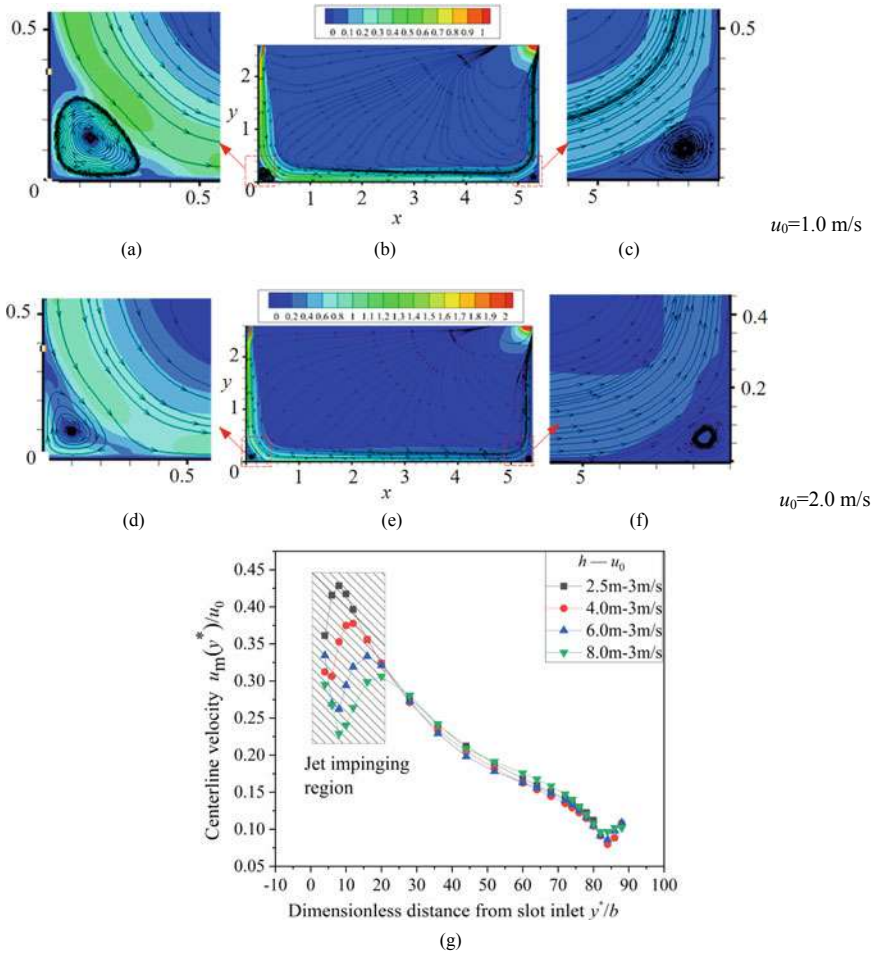 0 0.1 0.2 0.3 0.4 0.5 0.6 0.7 0.8 0.9 1
0.5
0
0.5
y
2
1
0
1
2
3
4
5
x
0.5
0
5
(a)
(b)
(c)
u0=1.0 m/s
0 0.2 0.4 0.6 0.8 1 1.1 1.2 1.3 1.4 1.5 1.6 1.7 1.8 1.9 2
0.5
0
0.5
y
2
1
0
1
2
3
4
5
x
0.4
0.2
0
5
(d)
(e)
(f)
u0=2.0 m/s
Centerline velocity um(y*)/u0
0.45
0.40
0.35
0.30
0.25
0.20
0.15
0.10
0.05
h — u0
2.5m-3m/s
4.0m-3m/s
6.0m-3m/s
8.0m-3m/s
Jet impinging
region
-10 0 10 20 30 40 50 60 70 80 90 100
Dimensionless distance from slot inlet y*/b
(g)